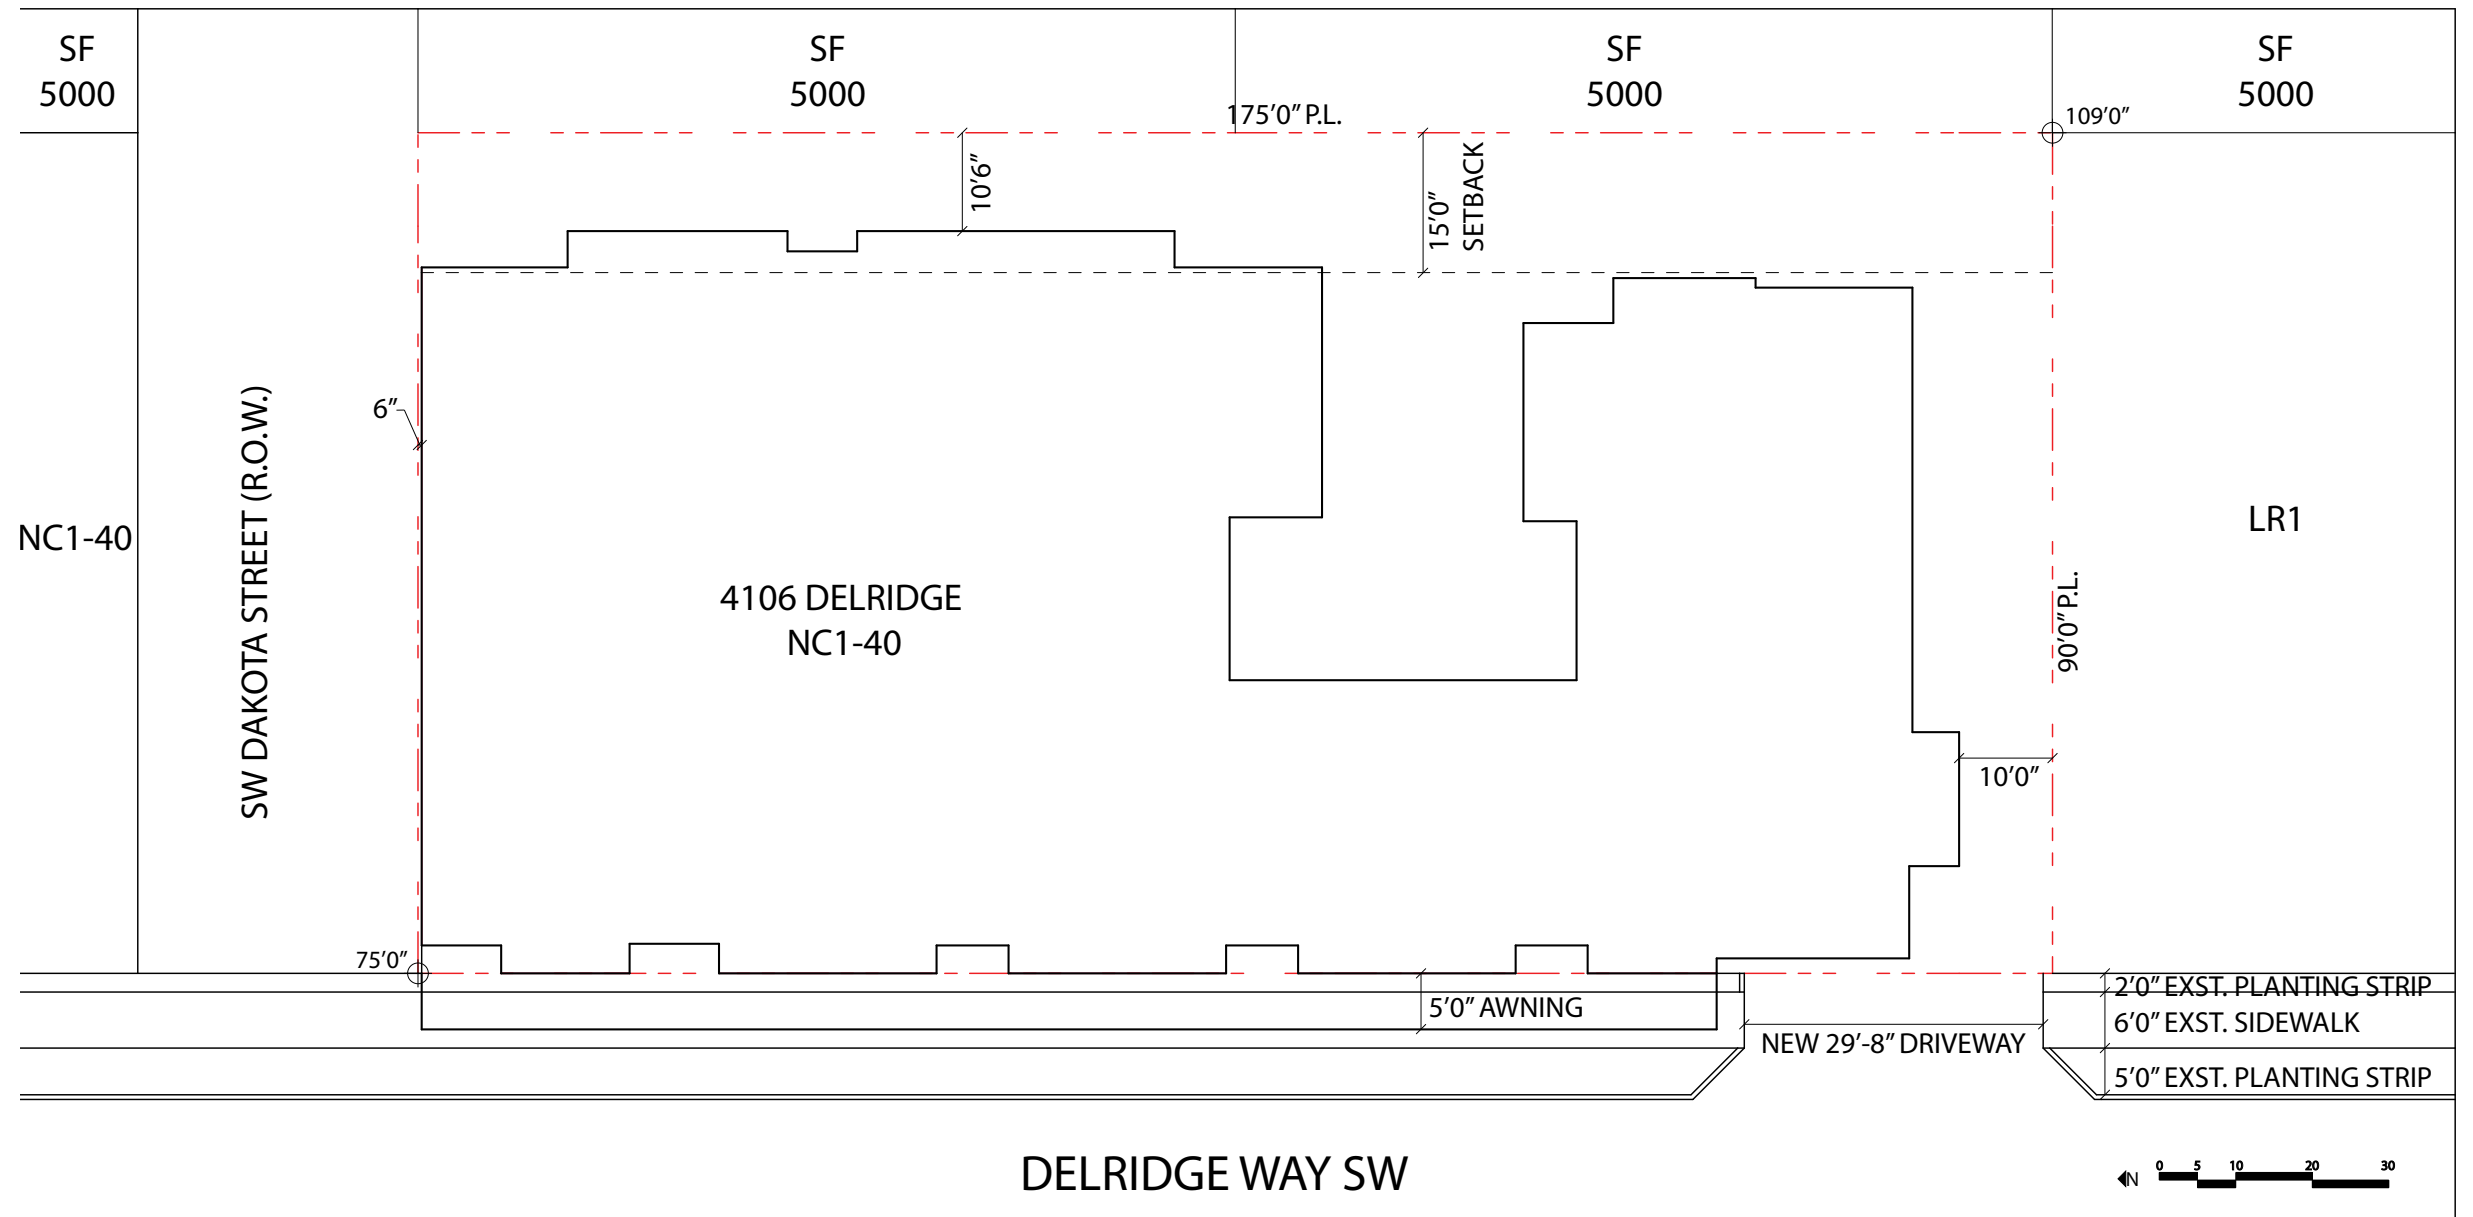 SF
5000
SF
5000
SF
5000
SF
5000
175’0” P.L.
109’0”
10’6”
15’0”
SETBACK
6”
SW DAKOTA STREET (R.O.W.)
NC1-40
LR1
4106 DELRIDGE
NC1-40
90’0” P.L.
10’0”
75’0”
5’0” AWNING
NEW 29’-8” DRIVEWAY
2’0” EXST. PLANTING STRIP
6’0” EXST. SIDEWALK
5’0” EXST. PLANTING STRIP
DELRIDGE WAY SW
N
0 5 10 20 30